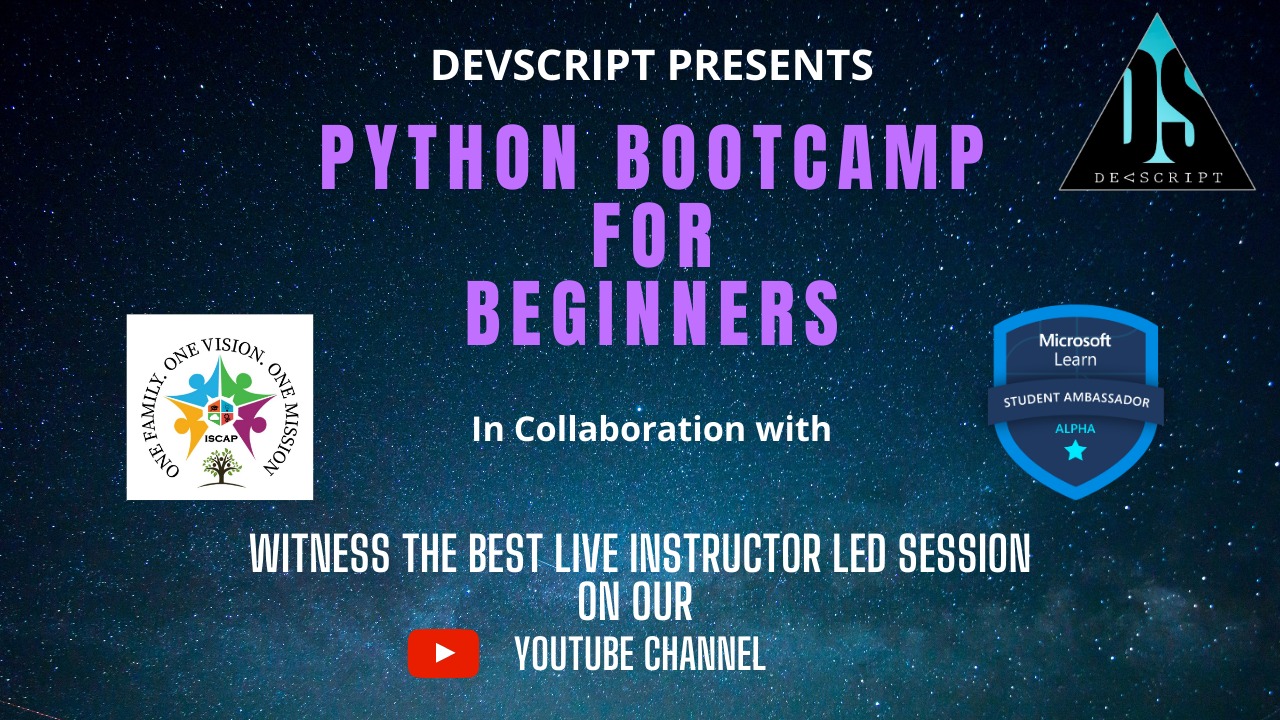 DEVSCRIPT PRESENTS
DS
DE<SCRIPT
PYTHON BOOTCAMP
FOR
BEGINNERS
ONE FAMILY. ONE VISION. ONE MISSION
ISCAP
In Collaboration with
Microsoft
Learn
STUDENT AMBASSADOR
ALPHA
WITNESS THE BEST LIVE INSTRUCTOR LED SESSION
ON OUR
YOUTUBE CHANNEL